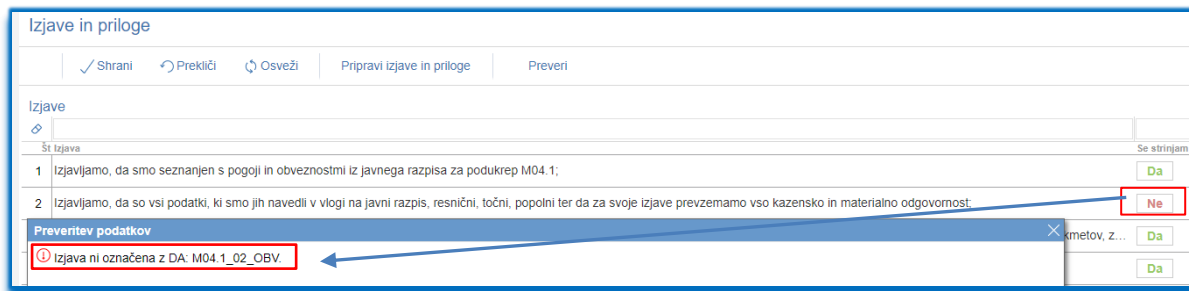 Izjave in priloge
Shrani Prekliči Osveži Pripravi izjave in priloge Preveri
Izjave
Št Izjava Se strinjam
1 Izjavljamo, da smo seznanjen s pogoji in obveznostmi iz javnega razpisa za podukrep M04.1; Da
2 Izjavljamo, da so vsi podatki, ki smo jih navedli v vlogi na javni razpis, resnični, točni, popolni ter da za svoje izjave prevzemamo vso kazensko in materialno odgovornost; Ne
Preveritev podatkov
kmetov, z... Da
Izjava ni označena z DA: M04.1_02_OBV.
Da